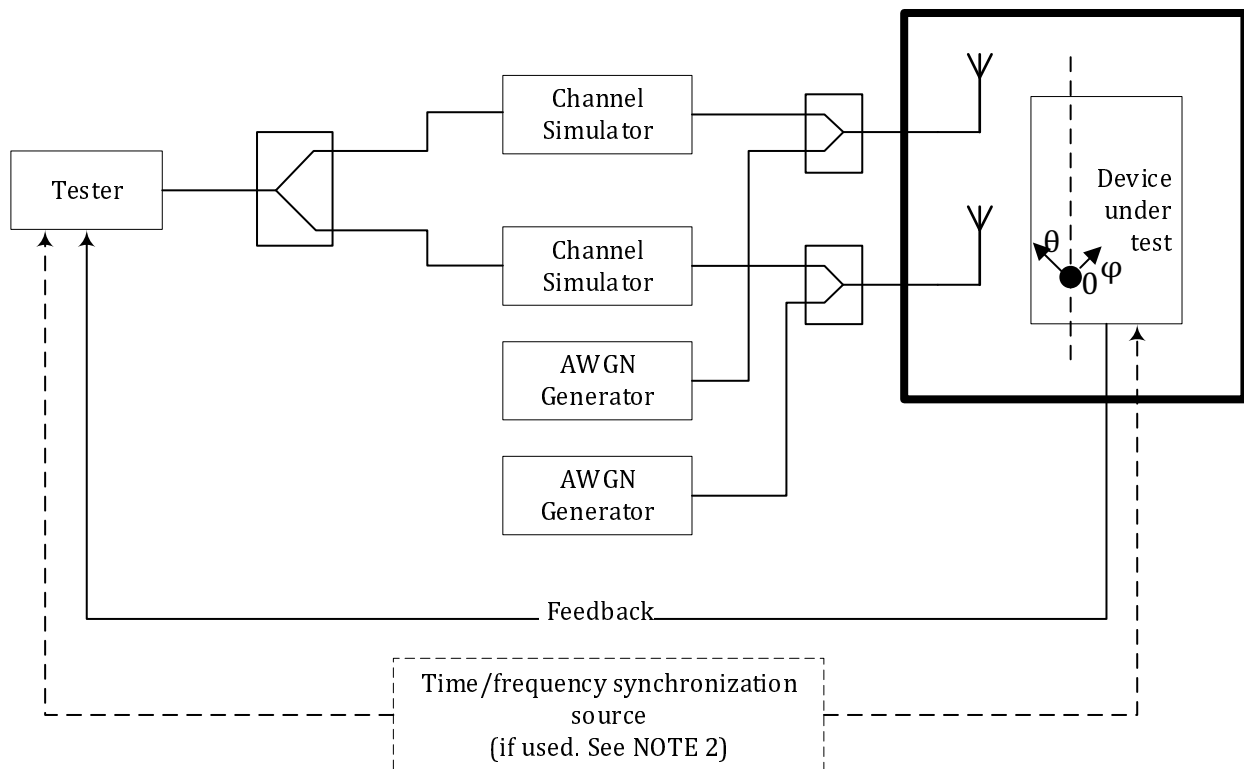 Channel
Simulator
Tester
Device
under
test
θ
0
φ
Channel
Simulator
AWGN
Generator
AWGN
Generator
Feedback
Time/frequency synchronization
source
(if used. See NOTE 2)